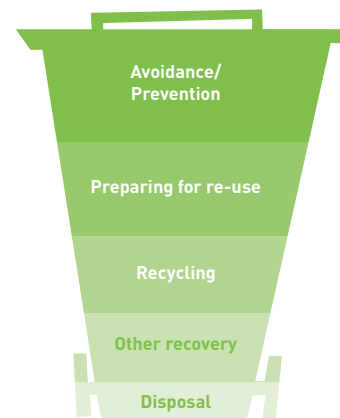 Avoidance/
Prevention
Preparing for re-use
Recycling
Other recovery
Disposal